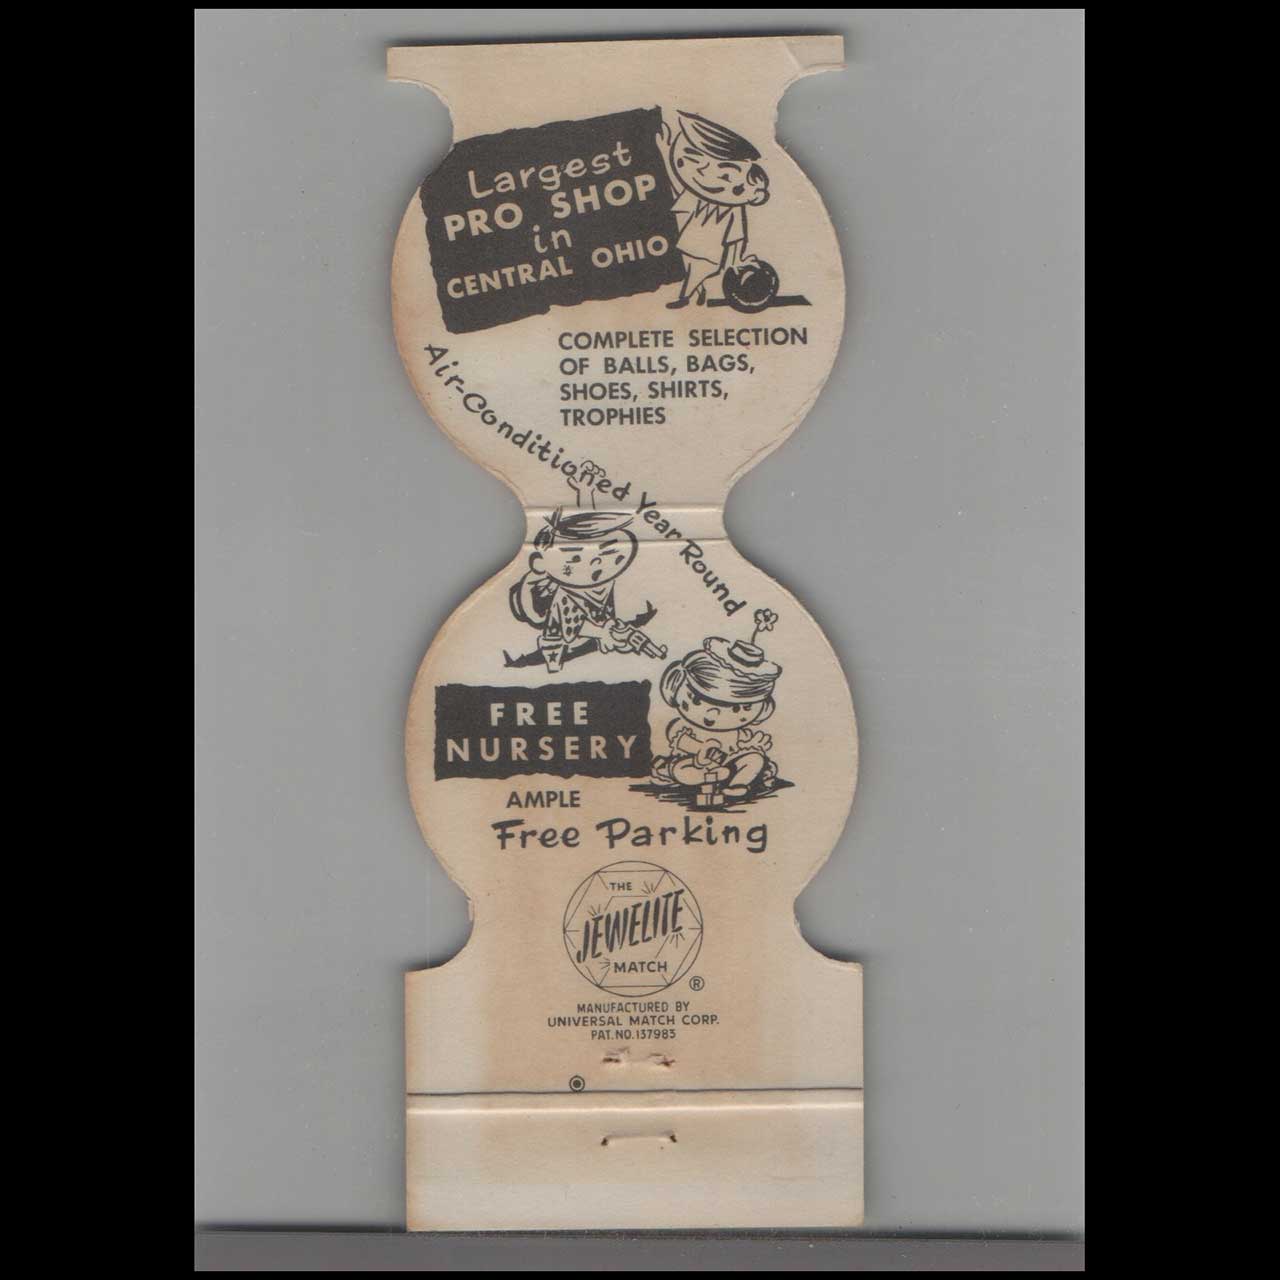 Largest
PRO SHOP
in
CENTRAL OHIO
COMPLETE SELECTION
OF BALLS, BAGS,
SHOES, SHIRTS,
TROPHIES
Air-Conditioned Year Round
FREE
NURSERY
AMPLE
Free Parking
THE
JEWELITE
MATCH
®
MANUFACTURED BY
UNIVERSAL MATCH CORP.
PAT. NO. 137983